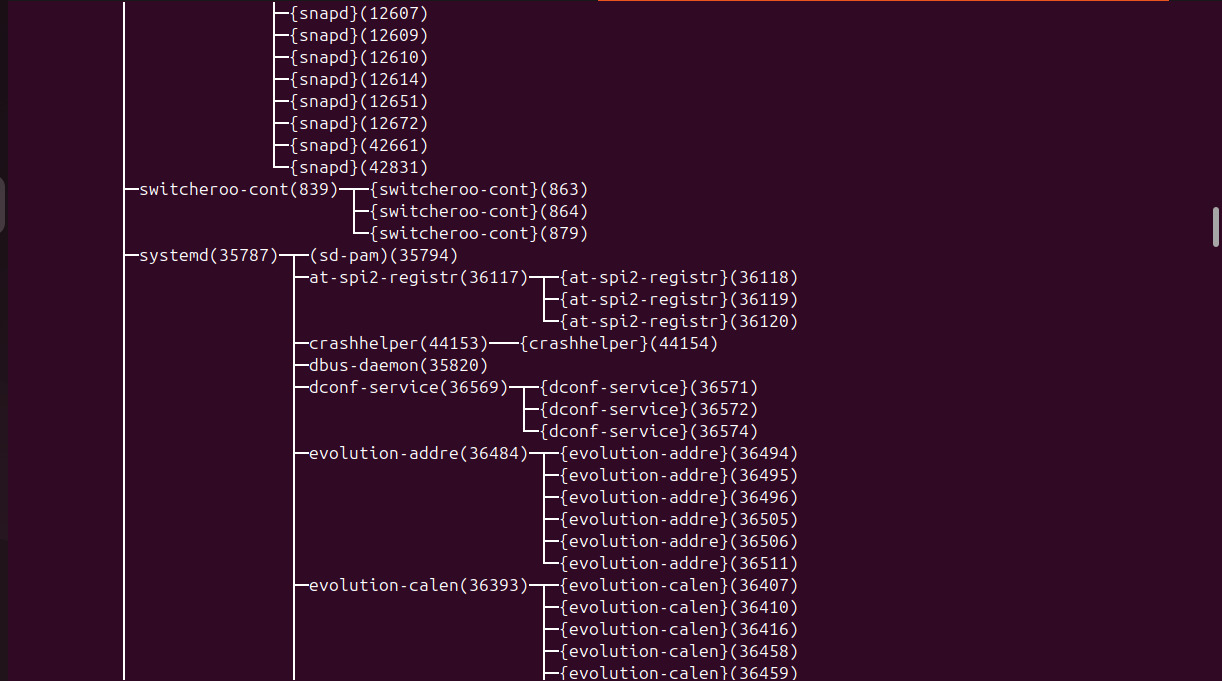 {snapd}(12607)
{snapd}(12609)
{snapd}(12610)
{snapd}(12614)
{snapd}(12651)
{snapd}(12672)
{snapd}(42661)
{snapd}(42831)
switcheroo-cont(839) {switcheroo-cont}(863)
{switcheroo-cont}(864)
{switcheroo-cont}(879)
systemd(35787) (sd-pam)(35794)
at-spi2-registr(36117) {at-spi2-registr}(36118)
{at-spi2-registr}(36119)
{at-spi2-registr}(36120)
crashhelper(44153) {crashhelper}(44154)
dbus-daemon(35820)
dconf-service(36569) {dconf-service}(36571)
{dconf-service}(36572)
{dconf-service}(36574)
evolution-addre(36484) {evolution-addre}(36494)
{evolution-addre}(36495)
{evolution-addre}(36496)
{evolution-addre}(36505)
{evolution-addre}(36506)
{evolution-addre}(36511)
evolution-calen(36393) {evolution-calen}(36407)
{evolution-calen}(36410)
{evolution-calen}(36416)
{evolution-calen}(36458)
{evolution-calen}(36459)